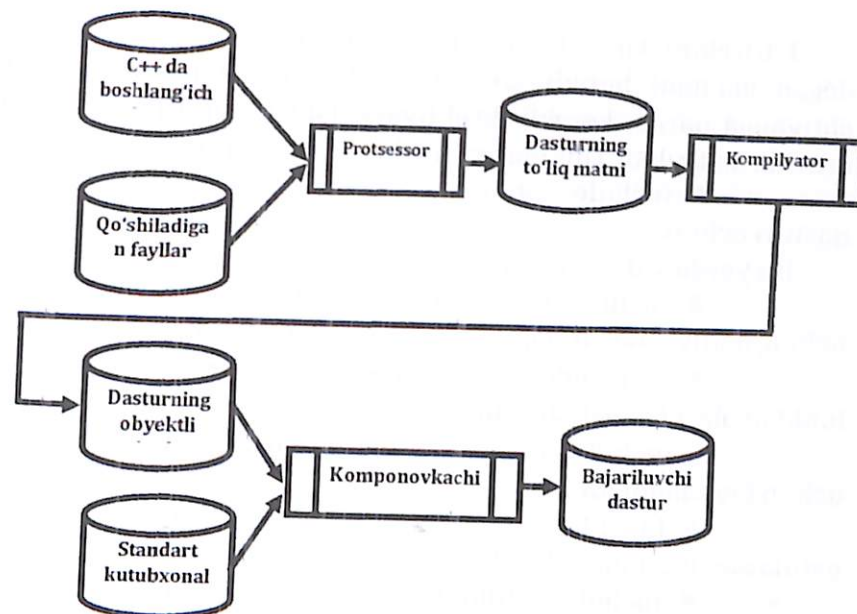 C++ da
boshlang‘ich
Protsessor
Dasturning
to‘liq matni
Kompilyator
Qo‘shiladiga
n fayllar
Dasturning
obyektli
Komponovkachi
Bajariluvchi
dastur
Standart
kutubxonal